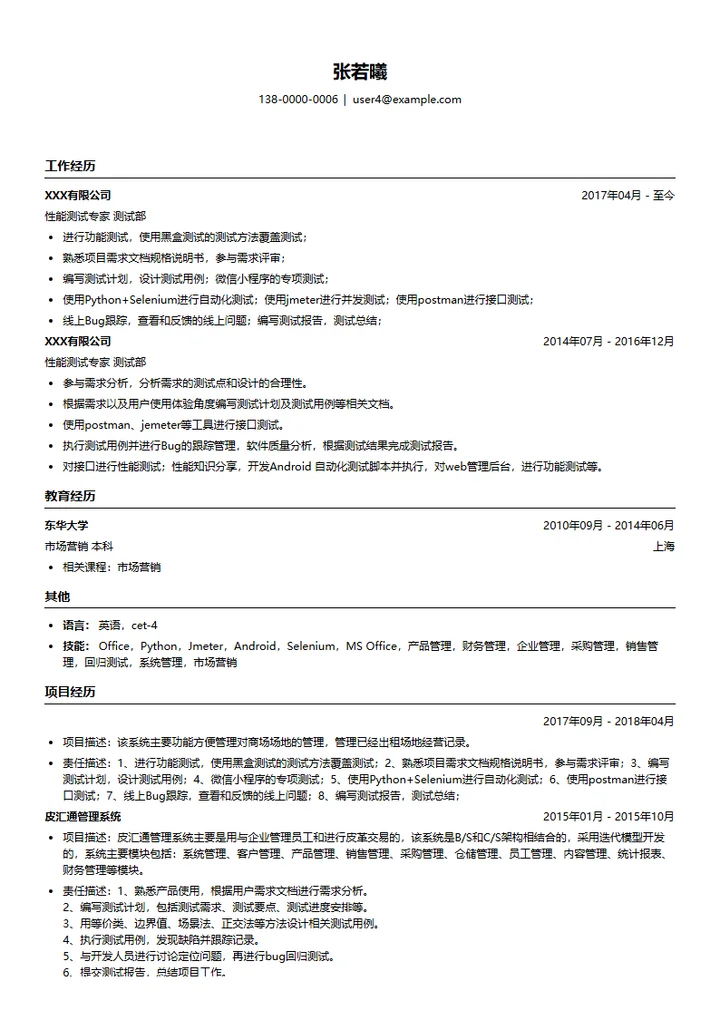 张若曦
138-0000-0006 | user4@example.com
工作经历
XXX有限公司 2017年04月 - 至今
性能测试专家 测试部
• 进行功能测试，使用黑盒测试的测试方法覆盖测试；
• 熟悉项目需求文档规格说明书，参与需求评审；
• 编写测试计划，设计测试用例；微信小程序的专项测试；
• 使用Python+Selenium进行自动化测试；使用jmeter进行并发测试；使用postman进行接口测试；
• 线上Bug跟踪，查看和反馈的线上问题；编写测试报告，测试总结；
XXX有限公司 2014年07月 - 2016年12月
性能测试专家 测试部
• 参与需求分析，分析需求的测试点和设计的合理性。
• 根据需求以及用户使用体验角度编写测试计划及测试用例等相关文档。
• 使用postman、jemeter等工具进行接口测试。
• 执行测试用例并进行Bug的跟踪管理，软件质量分析，根据测试结果完成测试报告。
• 对接口进行性能测试；性能知识分享，开发Android 自动化测试脚本并执行，对web管理后台，进行功能测试等。
教育经历
东华大学 2010年09月 - 2014年06月
市场营销 本科 上海
• 相关课程：市场营销
其他
• 语言： 英语，cet-4
• 技能： Office，Python，Jmeter，Android，Selenium，MS Office，产品管理，财务管理，企业管理，采购管理，销售管
理，回归测试，系统管理，市场营销
项目经历
2017年09月 - 2018年04月
• 项目描述：该系统主要功能方便管理对商场场地的管理，管理已经出租场地经营记录。
• 责任描述：1、进行功能测试，使用黑盒测试的测试方法覆盖测试；2、熟悉项目需求文档规格说明书，参与需求评审；3、编写
测试计划，设计测试用例；4、微信小程序的专项测试；5、使用Python+Selenium进行自动化测试；6、使用postman进行接
口测试；7、线上Bug跟踪，查看和反馈的线上问题；8、编写测试报告，测试总结；
皮汇通管理系统 2015年01月 - 2015年10月
• 项目描述：皮汇通管理系统主要是用与企业管理员工和进行皮革交易的，该系统是B/S和C/S架构相结合的，采用迭代模型开发
的，系统主要模块包括：系统管理、客户管理、产品管理、销售管理、采购管理、仓储管理、员工管理、内容管理、统计报表、
财务管理等模块。
• 责任描述：1、熟悉产品使用，根据用户需求文档进行需求分析。
2、编写测试计划，包括测试需求、测试要点、测试进度安排等。
3、用等价类、边界值、场景法、正交法等方法设计相关测试用例。
4、执行测试用例，发现缺陷并跟踪记录。
5、与开发人员进行讨论定位问题，再进行bug回归测试。
6、提交测试报告，总结项目工作。